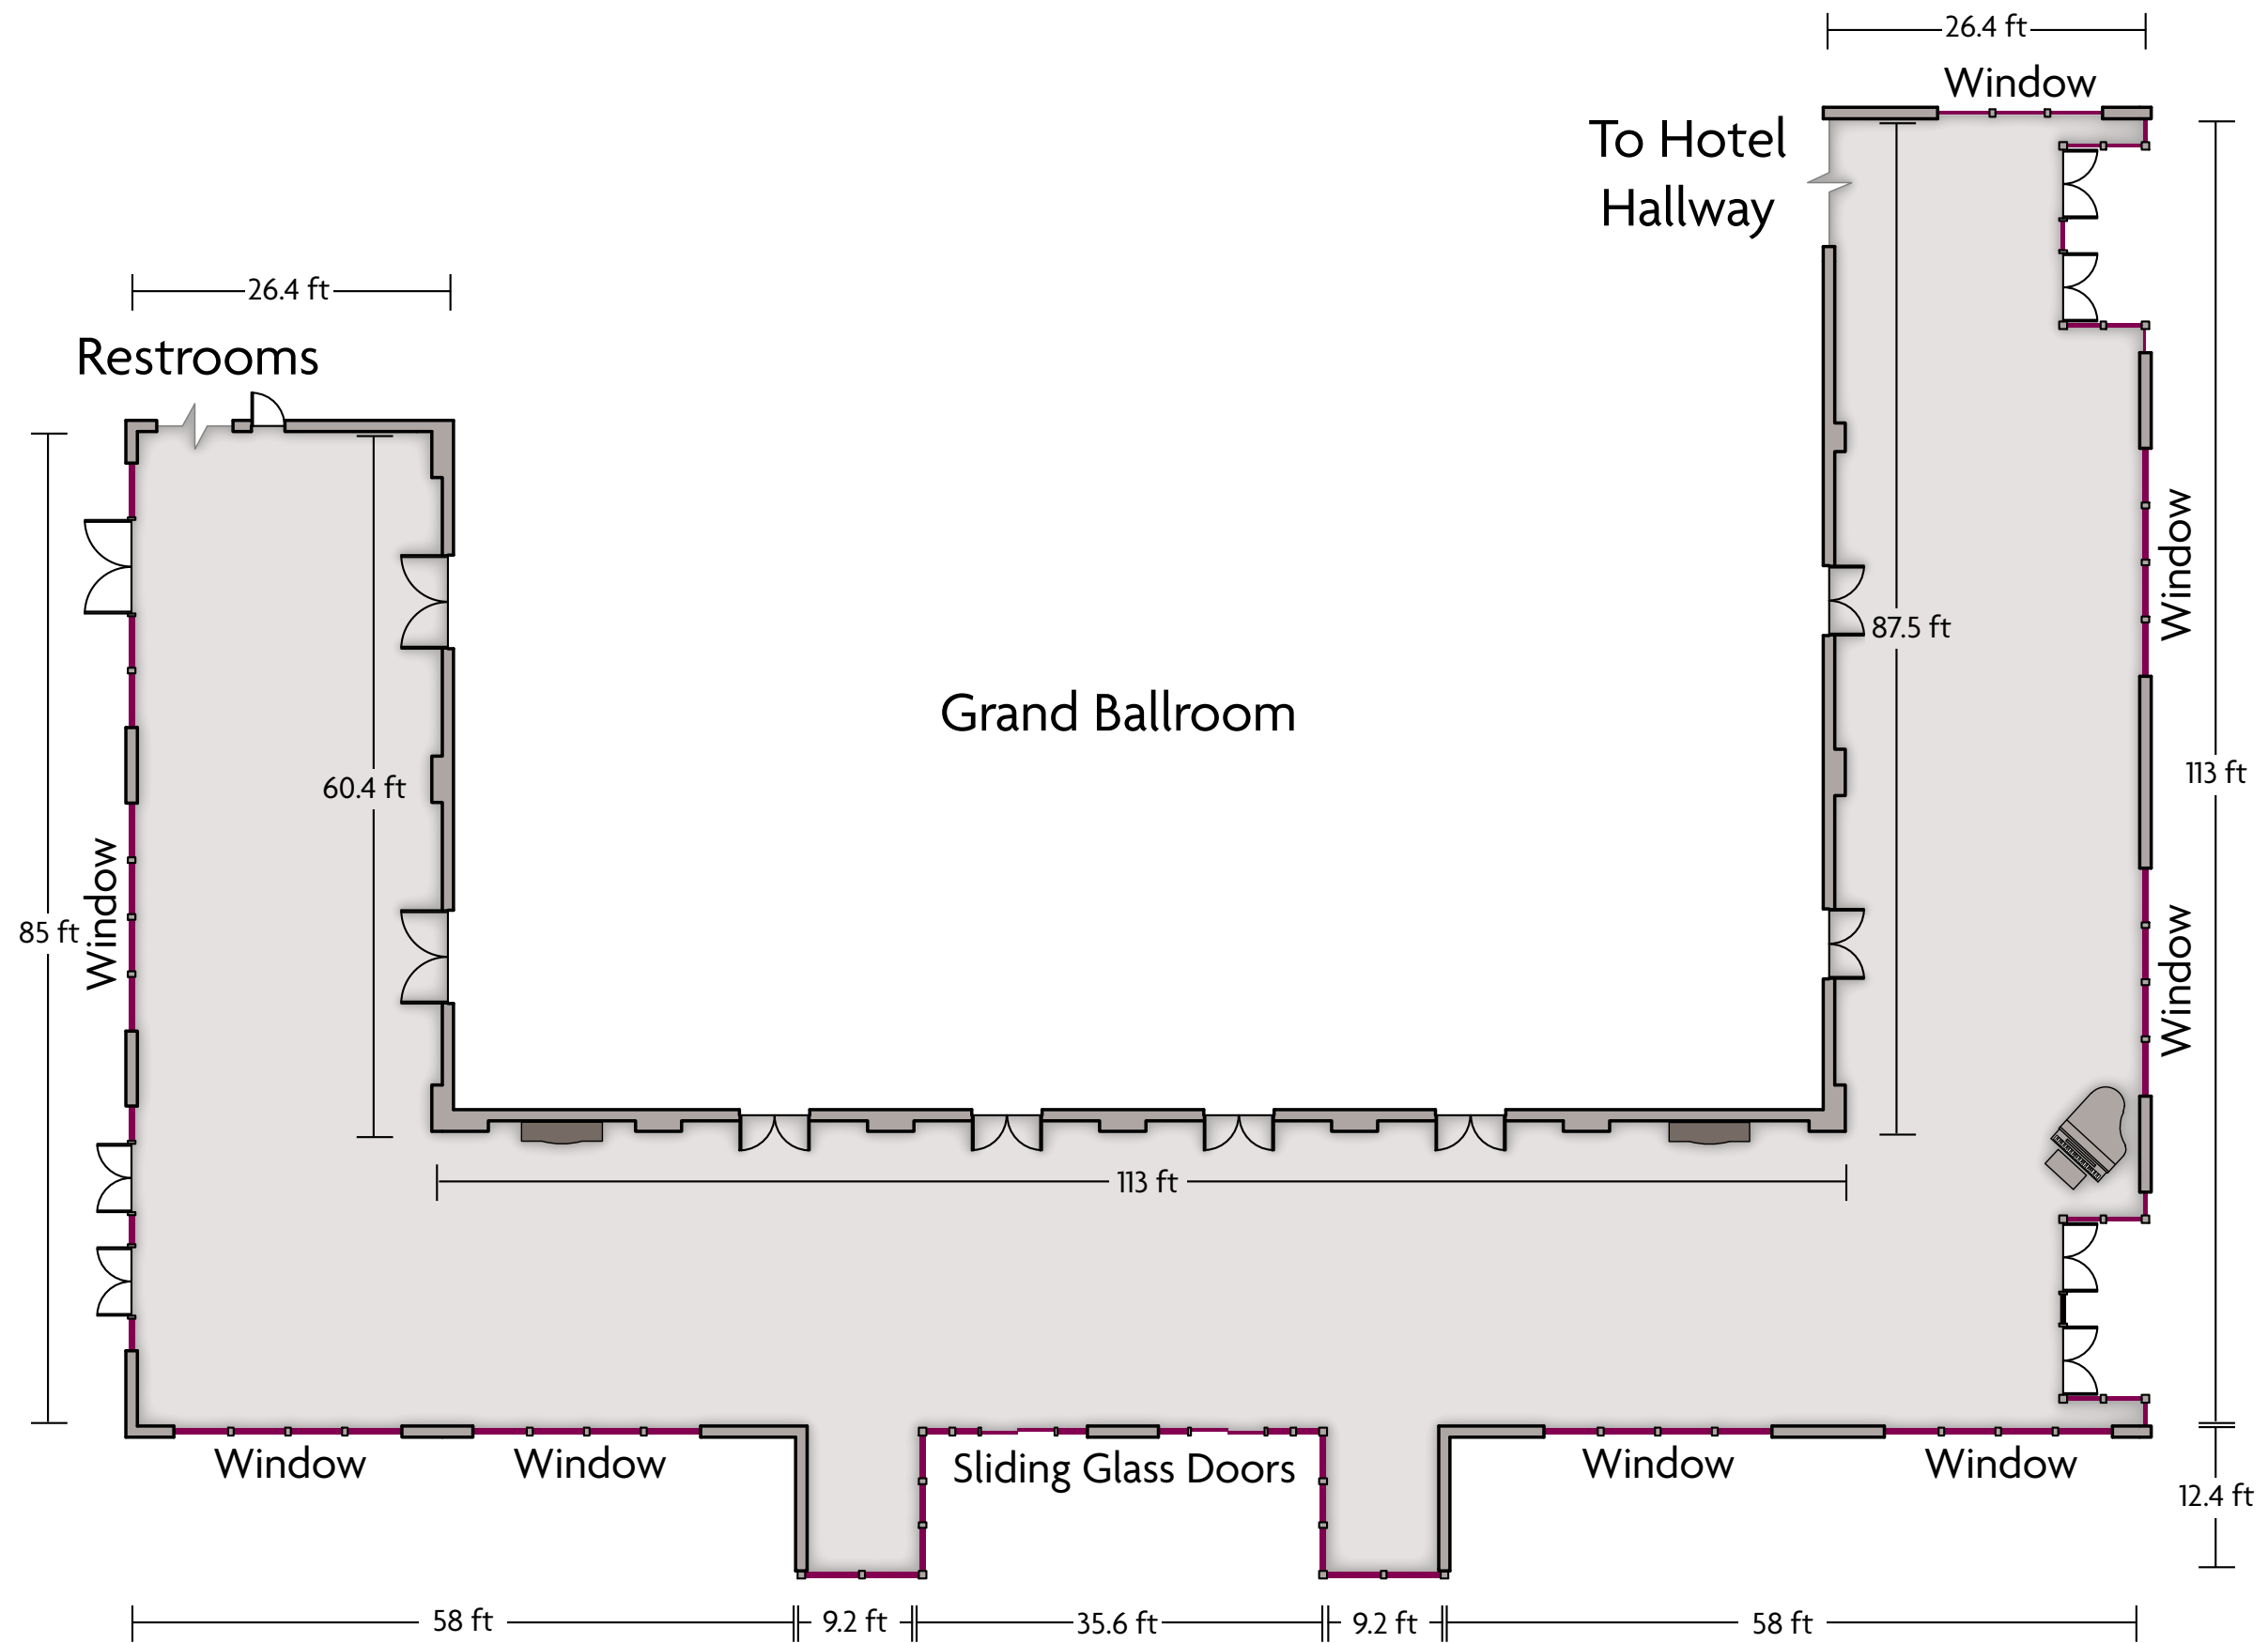 26.4 ft
Window
To Hotel
Hallway
26.4 ft
Restrooms
Window
87.5 ft
Grand Ballroom
113 ft
60.4 ft
Window
85 ft
Window
113 ft
Window
Window
Sliding Glass Doors
Window
Window
12.4 ft
58 ft
9.2 ft
35.6 ft
9.2 ft
58 ft